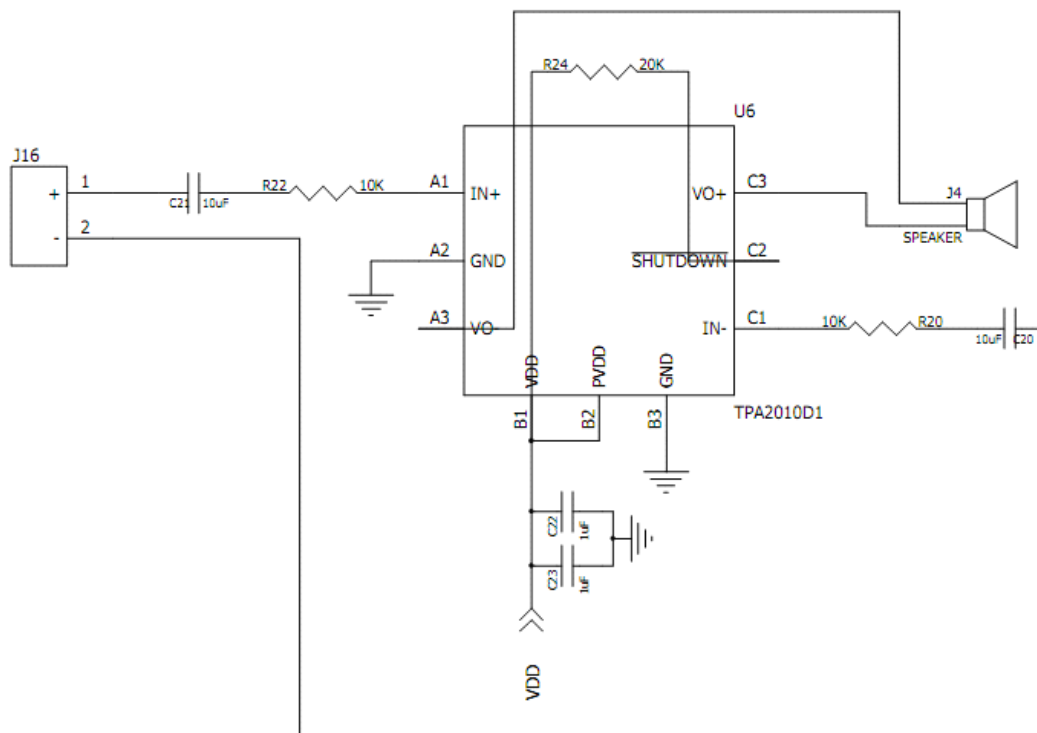 R24 20K
U6
J16
+ 1
C21 10uF
R22 10K
A1 IN+
VO+ C3
J4
SPEAKER
- 2
A2 GND
SHUTDOWN C2
A3 VO-
IN- C1
10K R20
10uF C20
VDD
PVDD
GND
B1
B2
B3
TPA2010D1
C22 1uF
C23 1uF
VDD